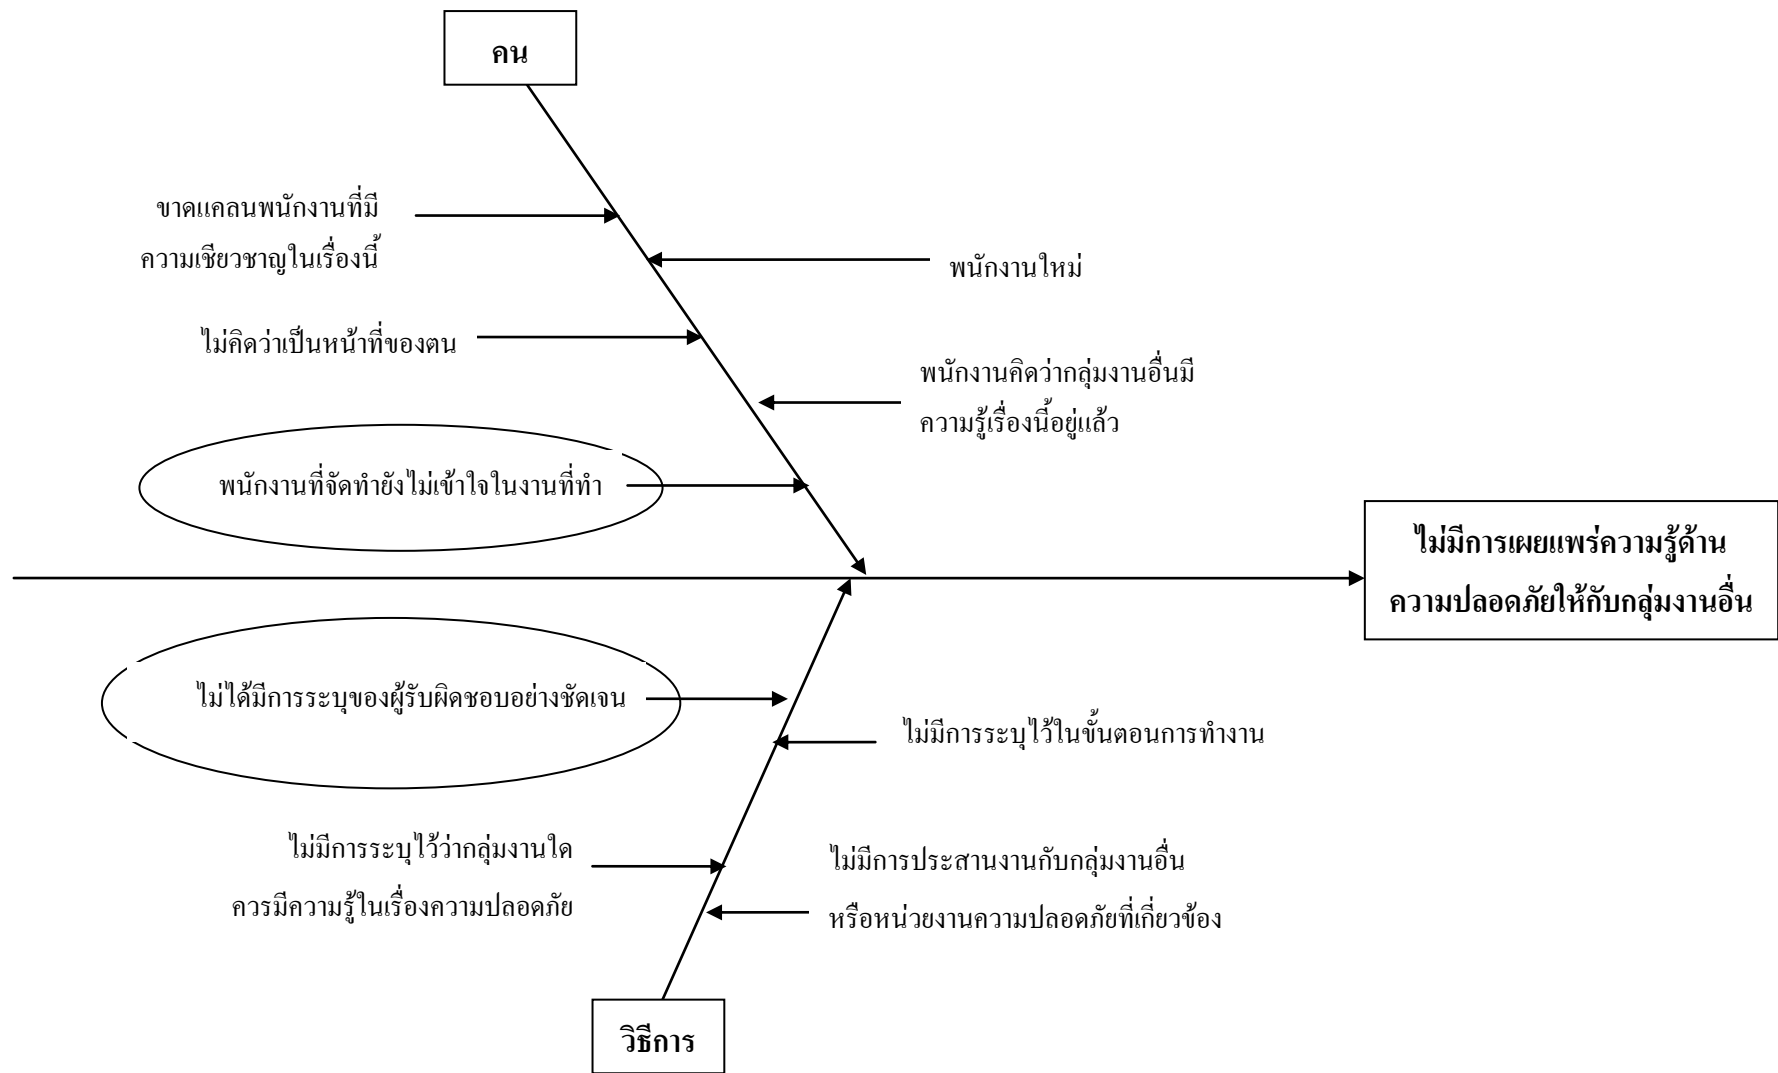 คน
ขาดแคลนพนักงานที่มี
ความเชียวชาญในเรื่องนี้
พนักงานใหม่
ไม่คิดว่าเป็นหน้าที่ของตน
พนักงานคิดว่ากลุ่มงานอื่นมี
ความรู้เรื่องนี้อยู่แล้ว
พนักงานที่จัดทำยังไม่เข้าใจในงานที่ทำ
ไม่มีการเผยแพร่ความรู้ด้าน
ความปลอดภัยให้กับกลุ่มงานอื่น
ไม่ได้มีการระบุของผู้รับผิดชอบอย่างชัดเจน
ไม่มีการระบุไว้ในขั้นตอนการทำงาน
ไม่มีการระบุไว้ว่ากลุ่มงานใด
ควรมีความรู้ในเรื่องความปลอดภัย
ไม่มีการประสานงานกับกลุ่มงานอื่น
หรือหน่วยงานความปลอดภัยที่เกี่ยวข้อง
วิธีการ